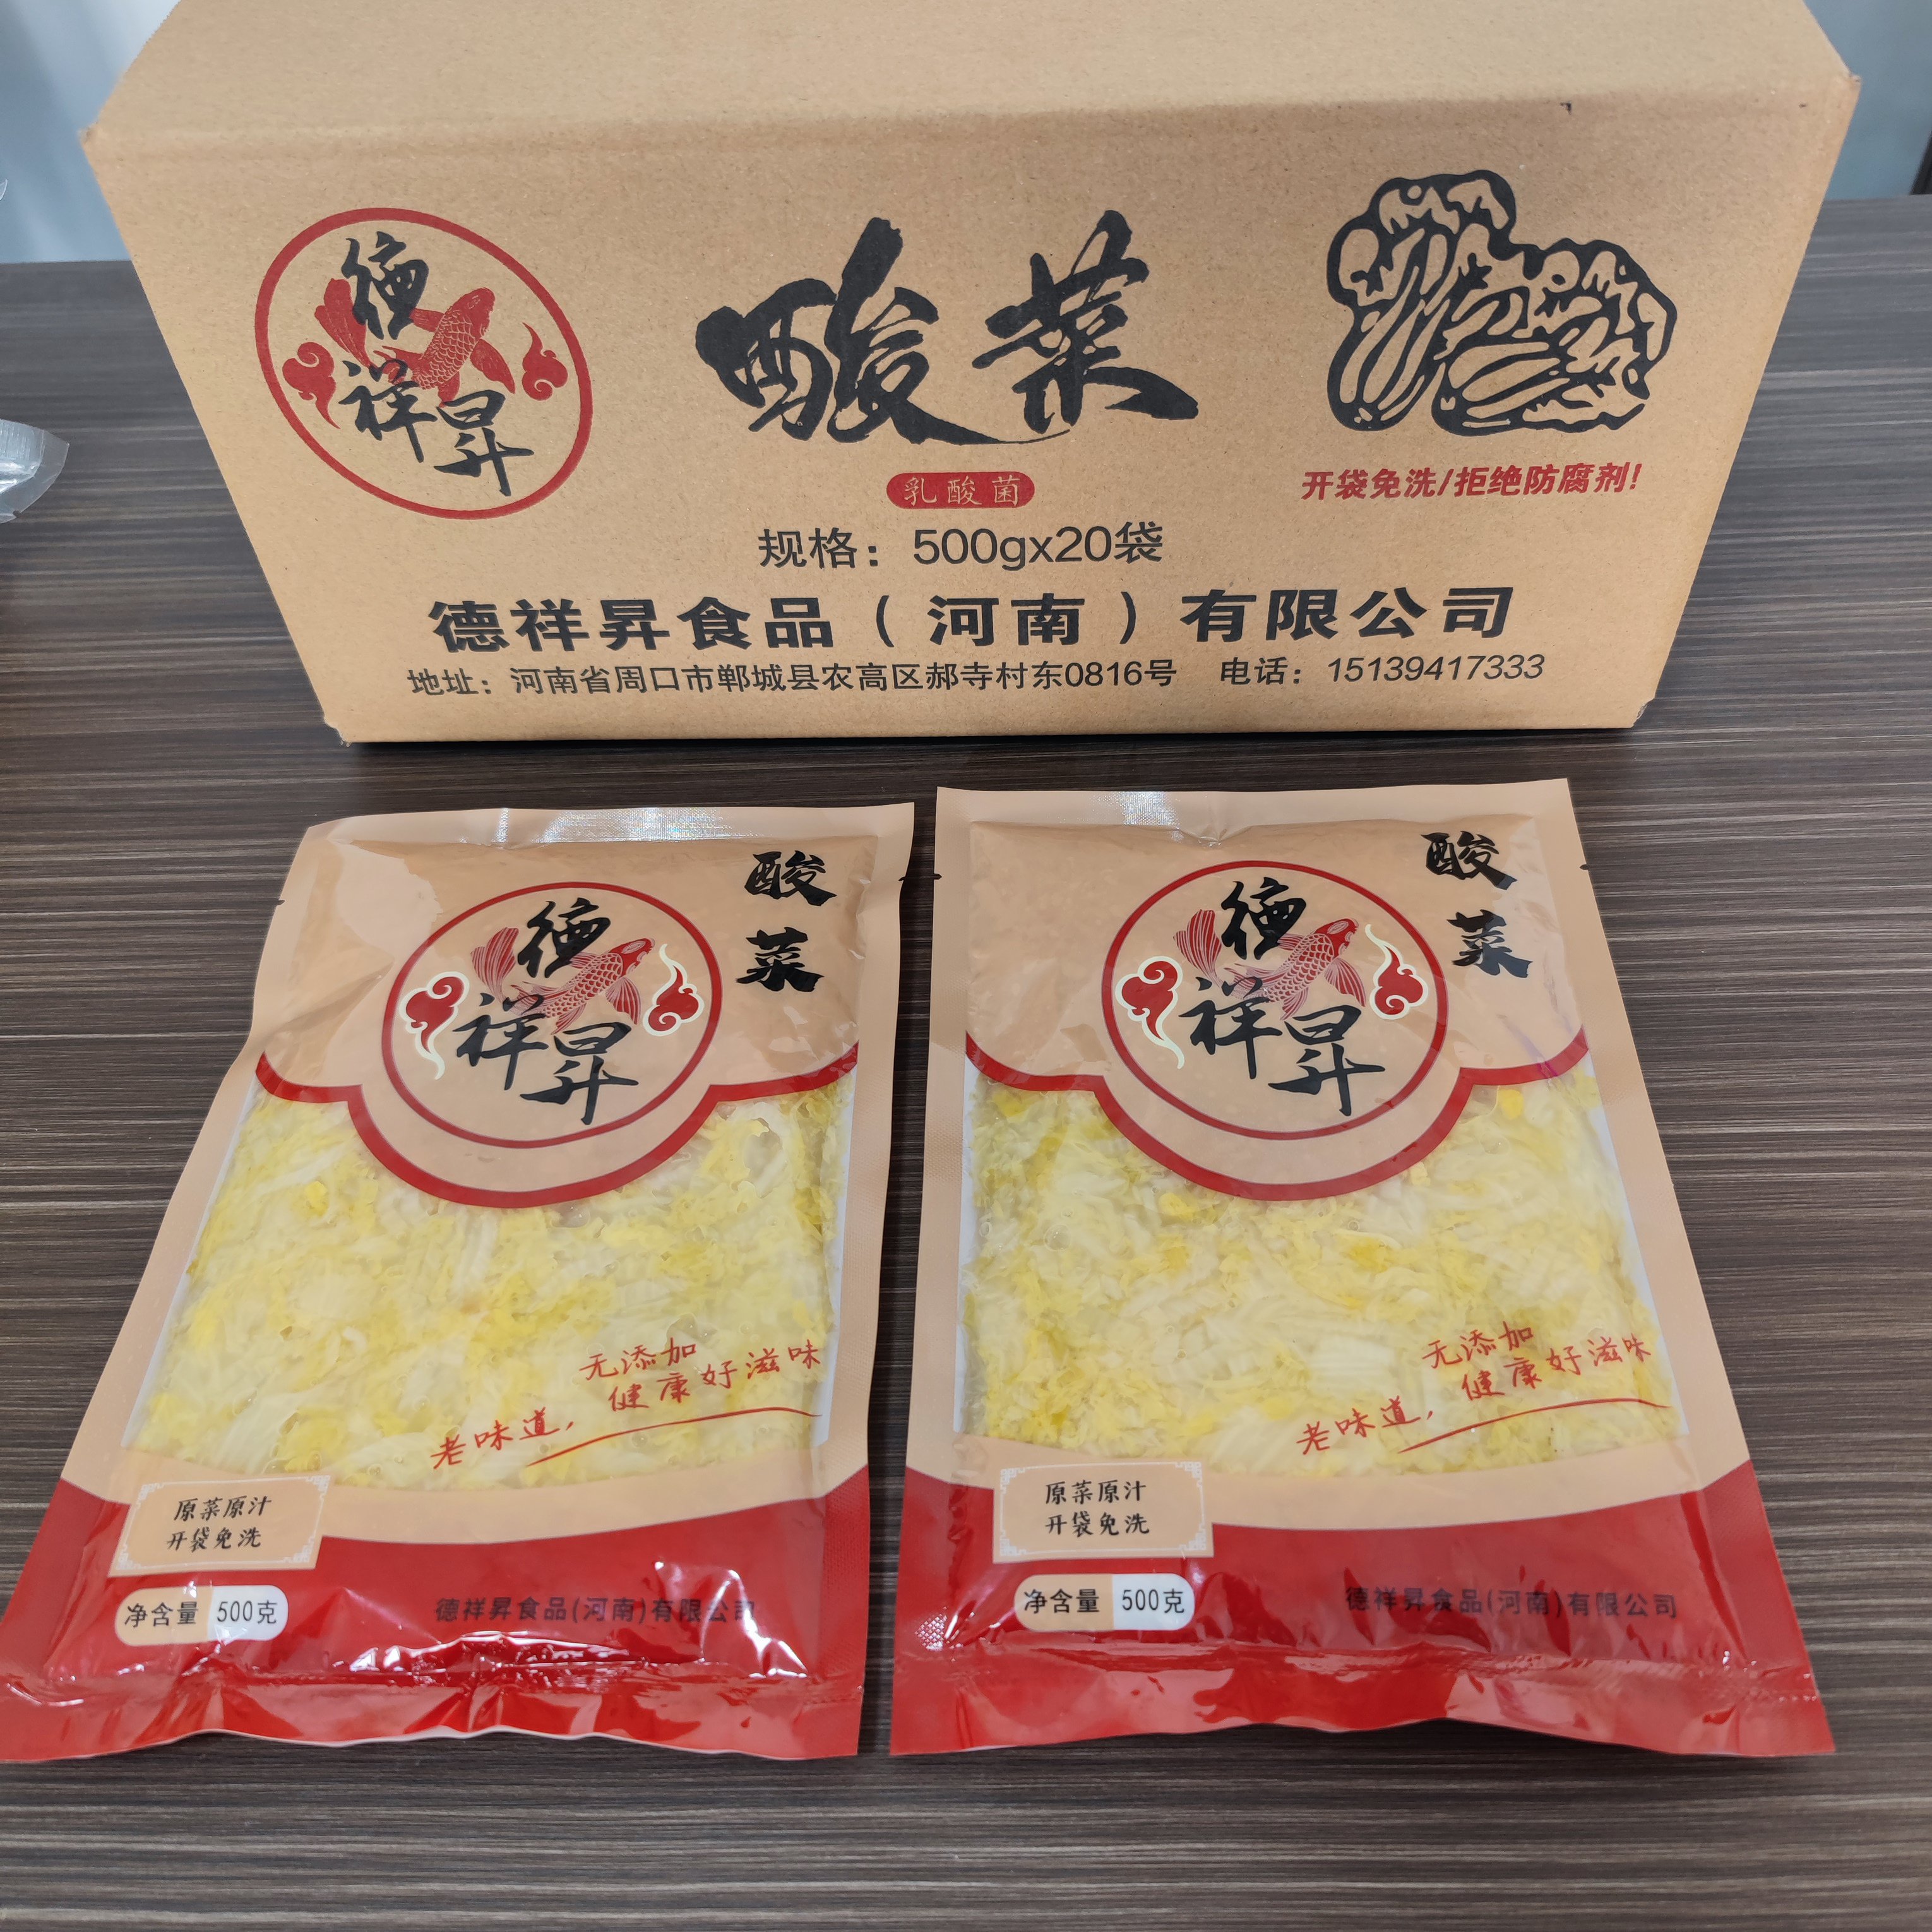 德祥昇
酸菜
乳酸菌
开袋免洗/拒绝防腐剂!
规格：500gx20袋
德祥昇食品（河南）有限公司
地址：河南省周口市郸城县农高区郝寺村东0816号 电话：15139417333
酸菜
德祥昇
无添加
健康好滋味
老味道，
原菜原汁
开袋免洗
净含量 500克
德祥昇食品(河南)有限公司
酸菜
德祥昇
无添加
健康好滋味
老味道，
原菜原汁
开袋免洗
净含量 500克
德祥昇食品(河南)有限公司